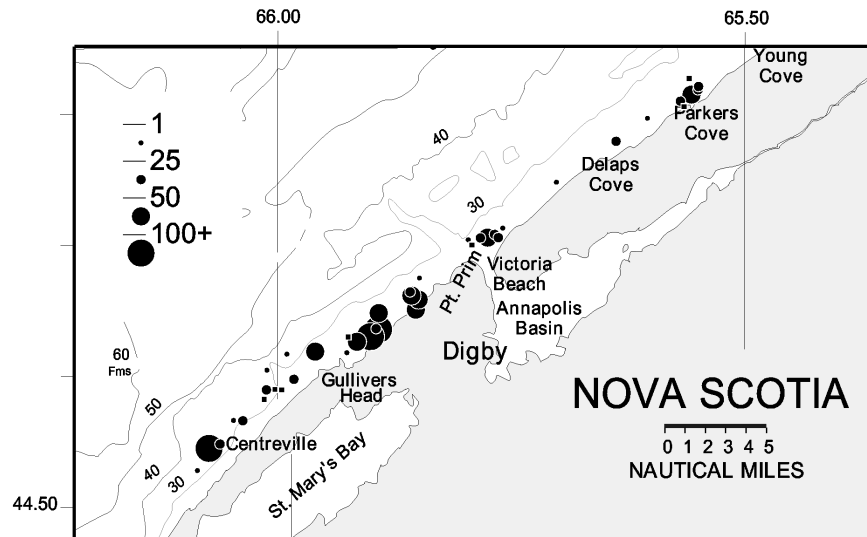 66.00
65.50
Young
Cove
1
25
50
100+
40
Parkers
Cove
Delaps
Cove
30
Pt. Prim
Victoria
Beach
Annapolis
Basin
Digby
60
Fms
50
Gullivers
Head
NOVA SCOTIA
Centreville
0 1 2 3 4 5
NAUTICAL MILES
St. Mary's Bay
40
30
44.50